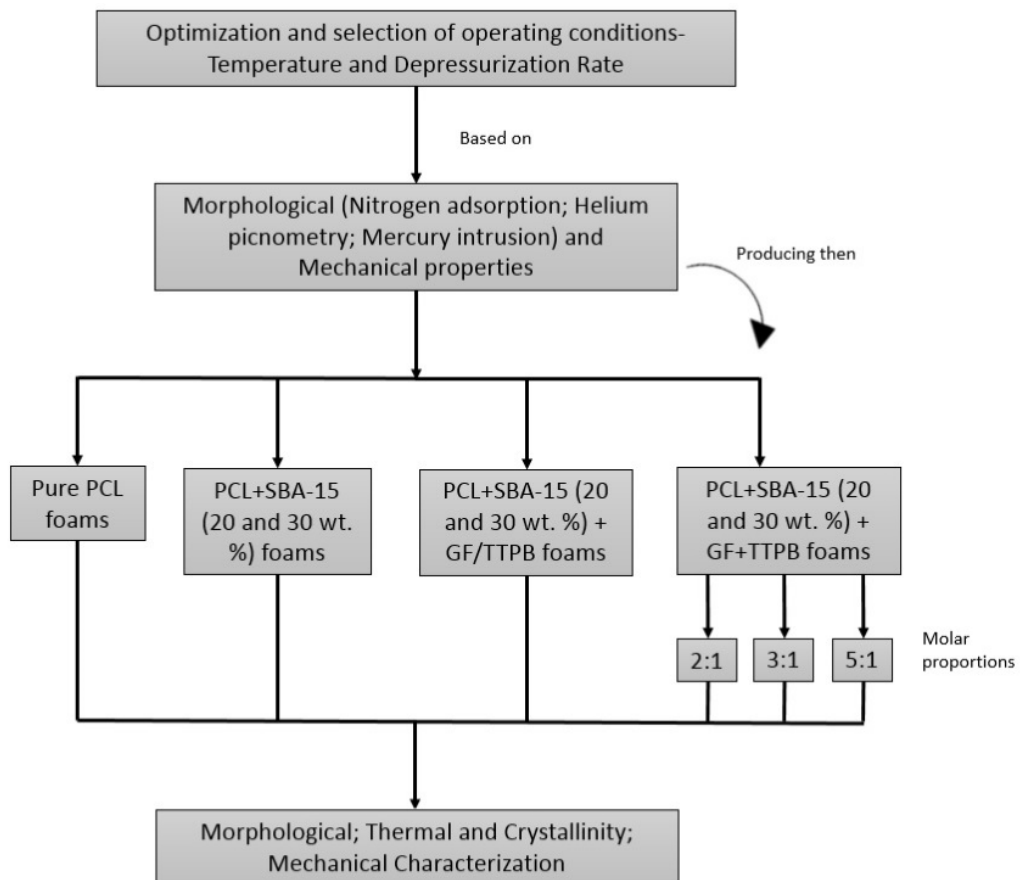 Optimization and selection of operating conditions-
Temperature and Depressurization Rate
Based on
Morphological (Nitrogen adsorption; Helium
picnometry; Mercury intrusion) and
Mechanical properties
Producing then
Pure PCL
foams
PCL+SBA-15
(20 and 30 wt.
%) foams
PCL+SBA-15 (20
and 30 wt. %) +
GF/TTPB foams
PCL+SBA-15 (20
and 30 wt. %) +
GF+TTPB foams
2:1
3:1
5:1
Molar
proportions
Morphological; Thermal and Crystallinity;
Mechanical Characterization